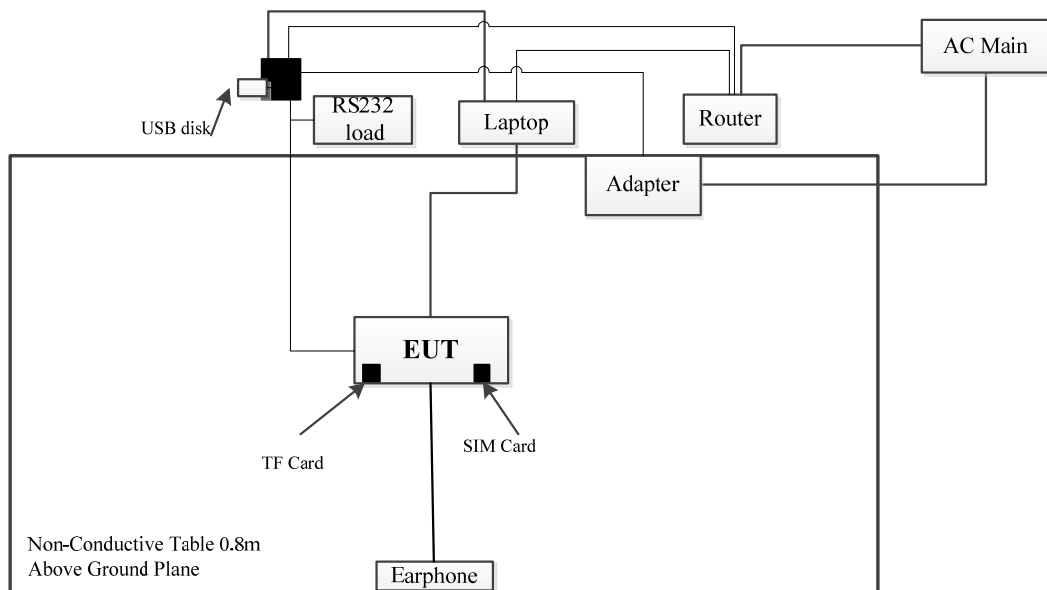 AC Main
USB disk
RS232
load
Laptop
Router
Adapter
EUT
TF Card
SIM Card
Non-Conductive Table 0.8m
Above Ground Plane
Earphone